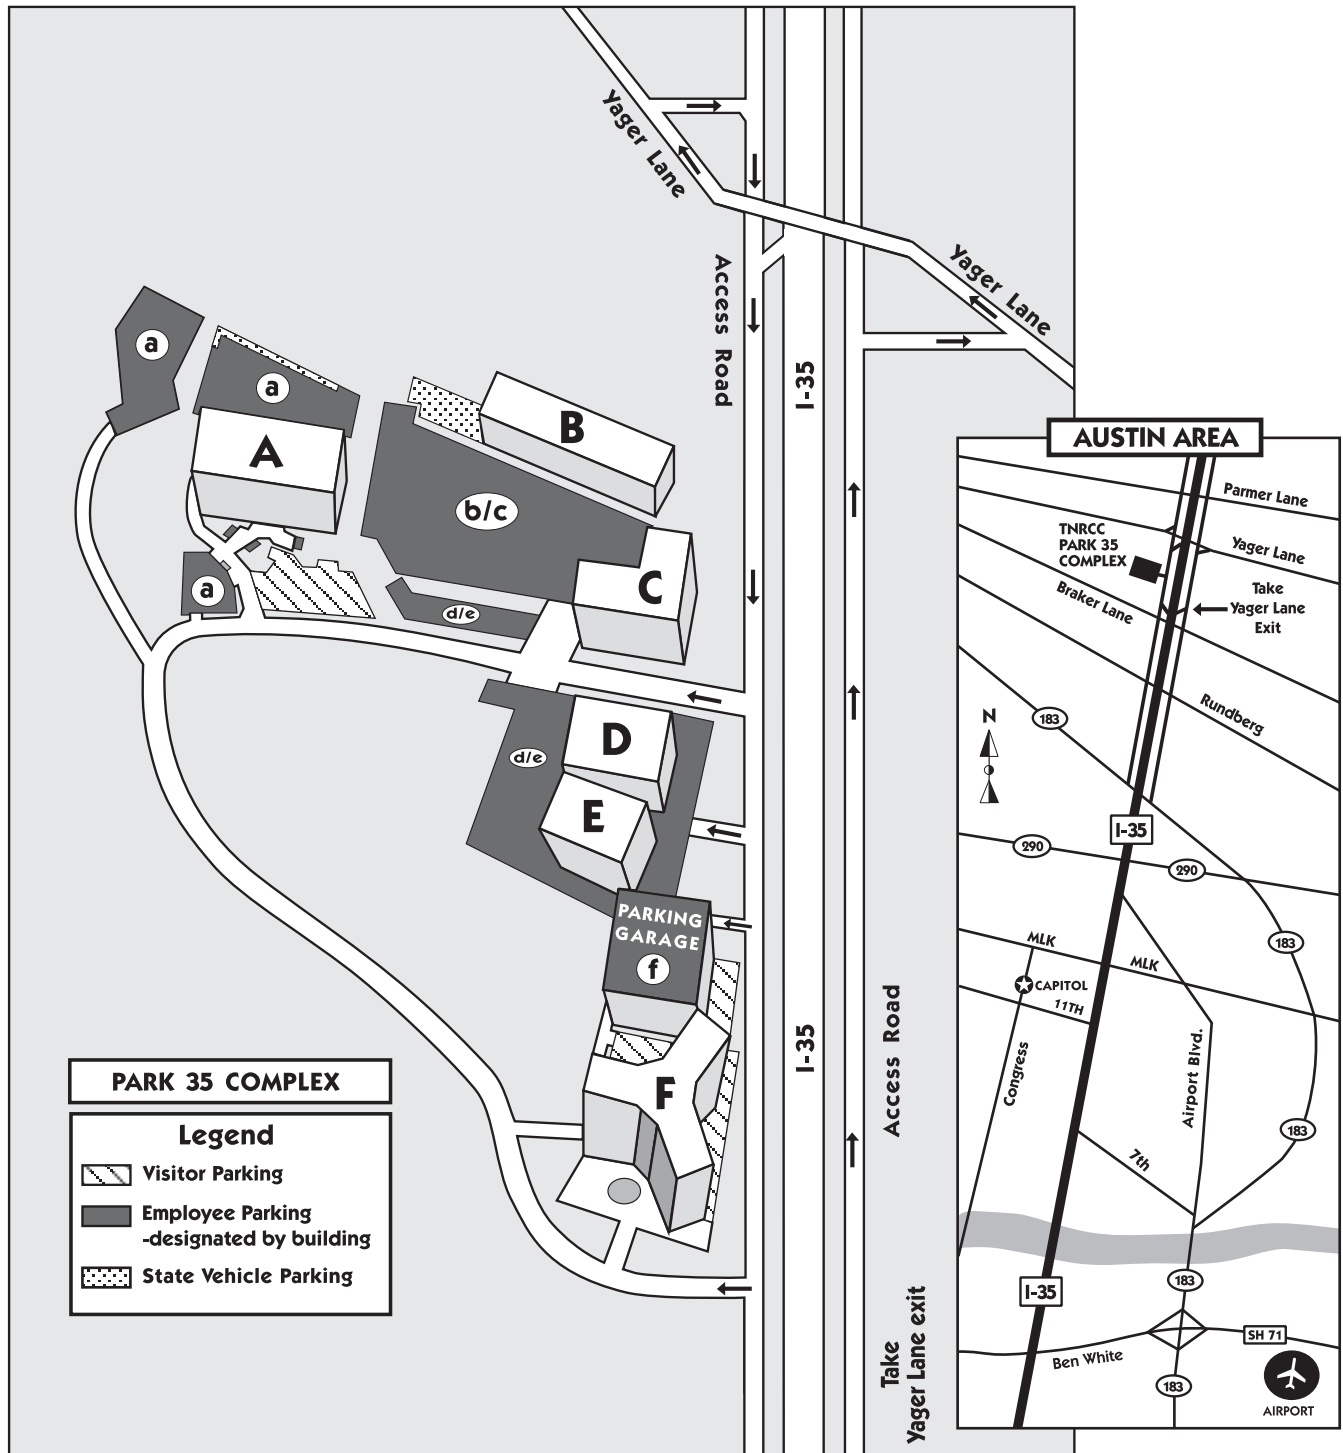 Yager Lane
Yager Lane
Access Road
I-35
a
a
A
B
b/c
C
a
d/e
D
d/e
E
PARKING
GARAGE
f
F
I-35
Access Road
Take
Yager Lane exit
PARK 35 COMPLEX
Legend
Visitor Parking
Employee Parking
-designated by building
State Vehicle Parking
AUSTIN AREA
Parmer Lane
TNRCC
PARK 35
COMPLEX
Yager Lane
Braker Lane
Take
Yager Lane
Exit
Rundberg
N
183
I-35
290
290
183
MLK
MLK
CAPITOL
11TH
Congress
Airport Blvd.
183
7th
183
I-35
SH 71
Ben White
183
AIRPORT